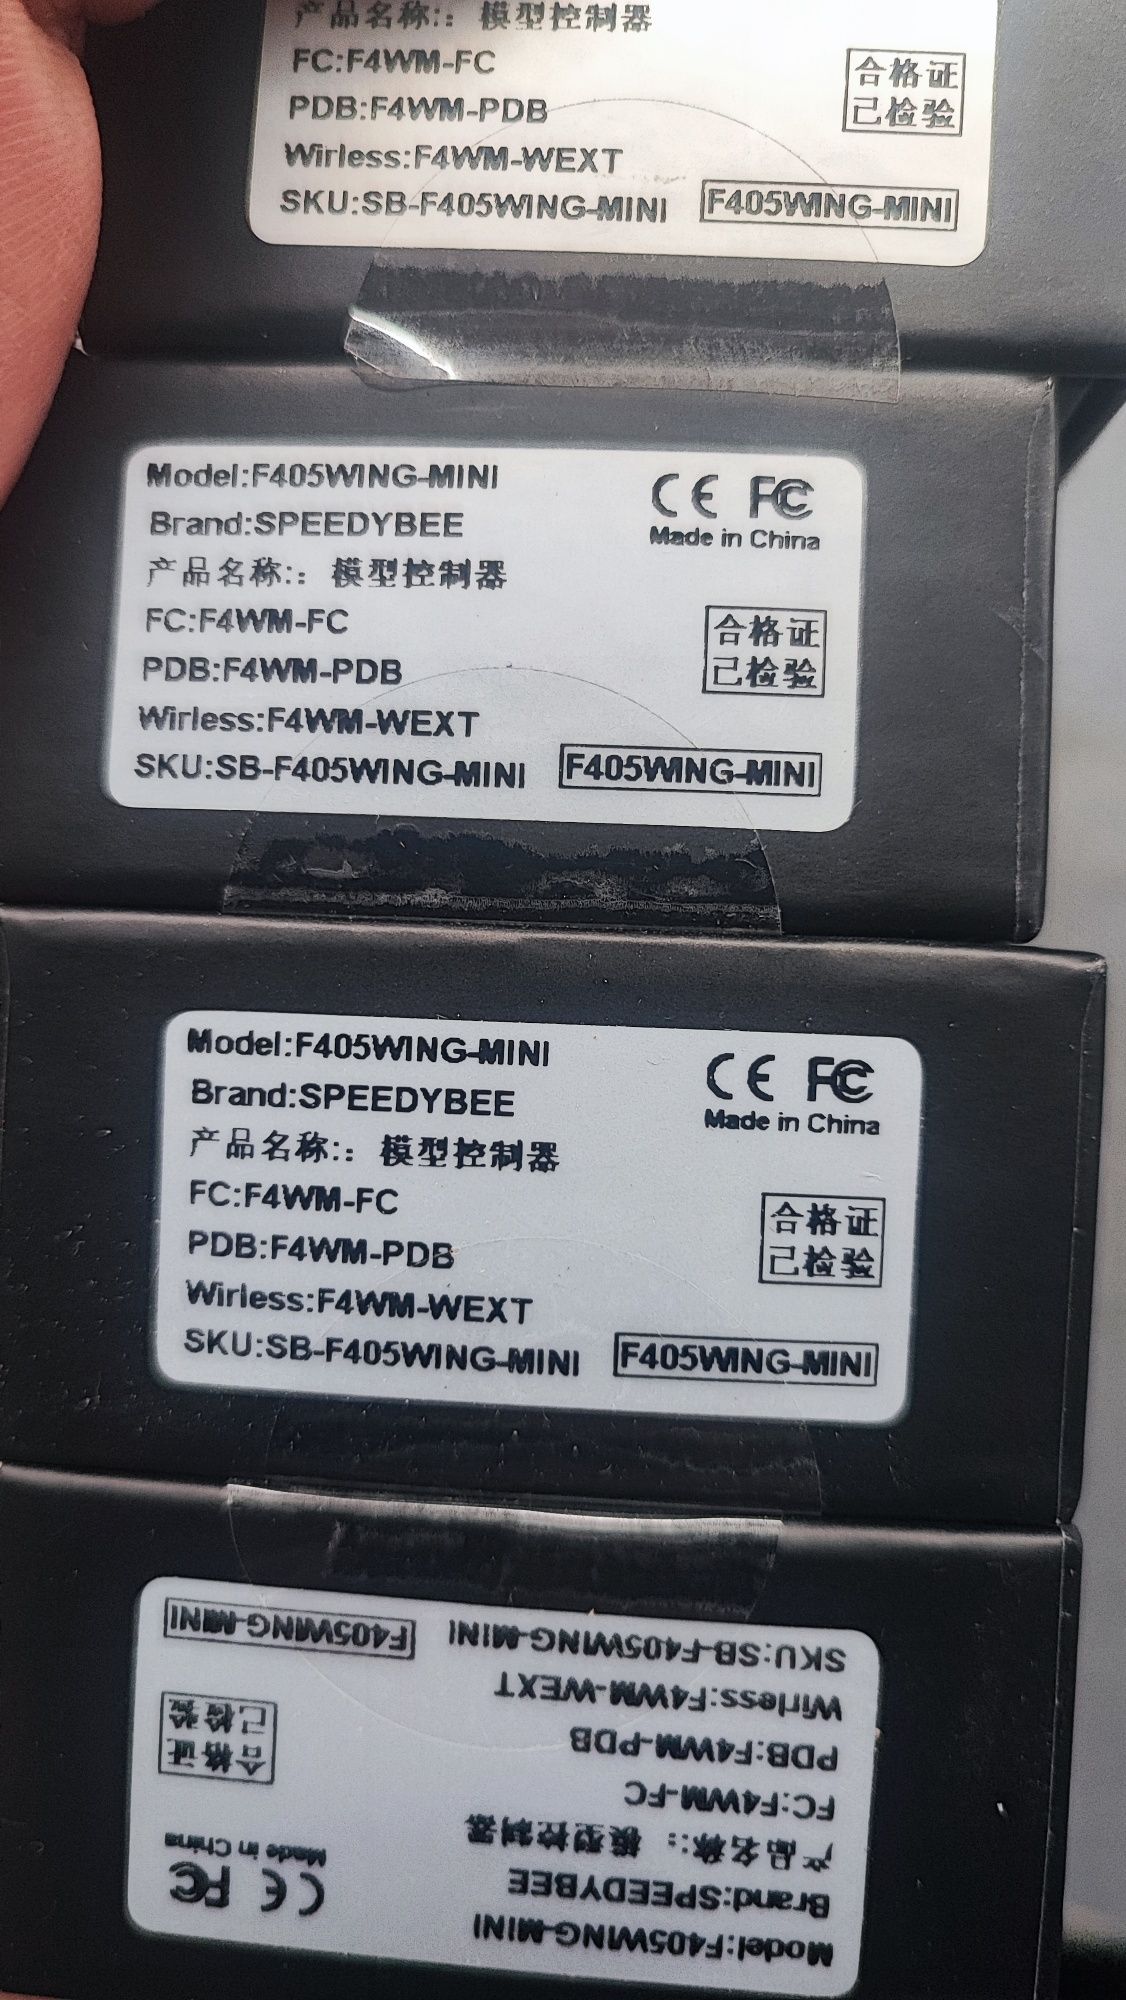 产品名称:：模型控制器
FC:F4WM-FC
PDB:F4WM-PDB
Wirless:F4WM-WEXT
SKU:SB-F405WING-MINI
合格证
己检验
F405WING-MINI
Model:F405WING-MINI
Brand:SPEEDYBEE
产品名称:：模型控制器
FC:F4WM-FC
PDB:F4WM-PDB
Wirless:F4WM-WEXT
SKU:SB-F405WING-MINI
CE FC
Made in China
合格证
己检验
F405WING-MINI
Model:F405WING-MINI
Brand:SPEEDYBEE
产品名称:：模型控制器
FC:F4WM-FC
PDB:F4WM-PDB
Wirless:F4WM-WEXT
SKU:SB-F405WING-MINI
CE FC
Made in China
合格证
己检验
F405WING-MINI
Model:F405WING-MINI
Brand:SPEEDYBEE
产品名称:：模型控制器
FC:F4WM-FC
PDB:F4WM-PDB
Wirless:F4WM-WEXT
SKU:SB-F405WING-MINI
CE FC
Made in China
合格证
己检验
F405WING-MINI